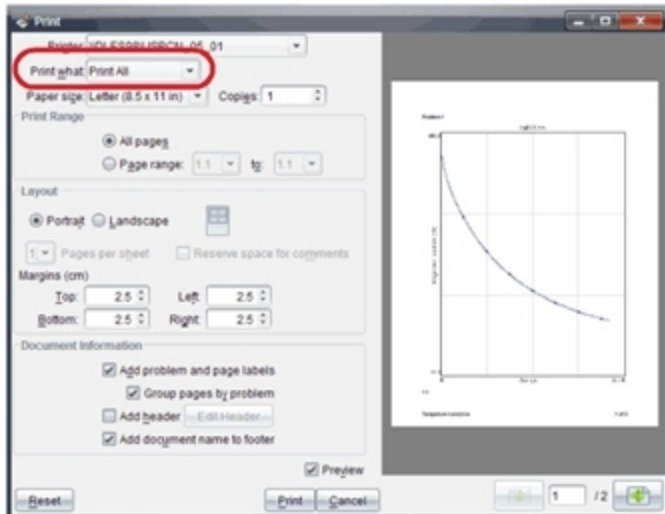 Print
Printer:
Print what: Print All
Paper size: Letter (8.5 x 11 in) Copies: 1
Print Range
All pages
Page range: 1.1 to: 1.1
Layout
Portrait Landscape
1 Pages per sheet Reserve space for comments
Margins (cm)
Top: 2.5 Left: 2.5
Bottom: 2.5 Right: 2.5
Document Information
Add problem and page labels
Group pages by problem
Add header Edit Header
Add document name to footer
Preview
Reset Print Cancel
1 / 2